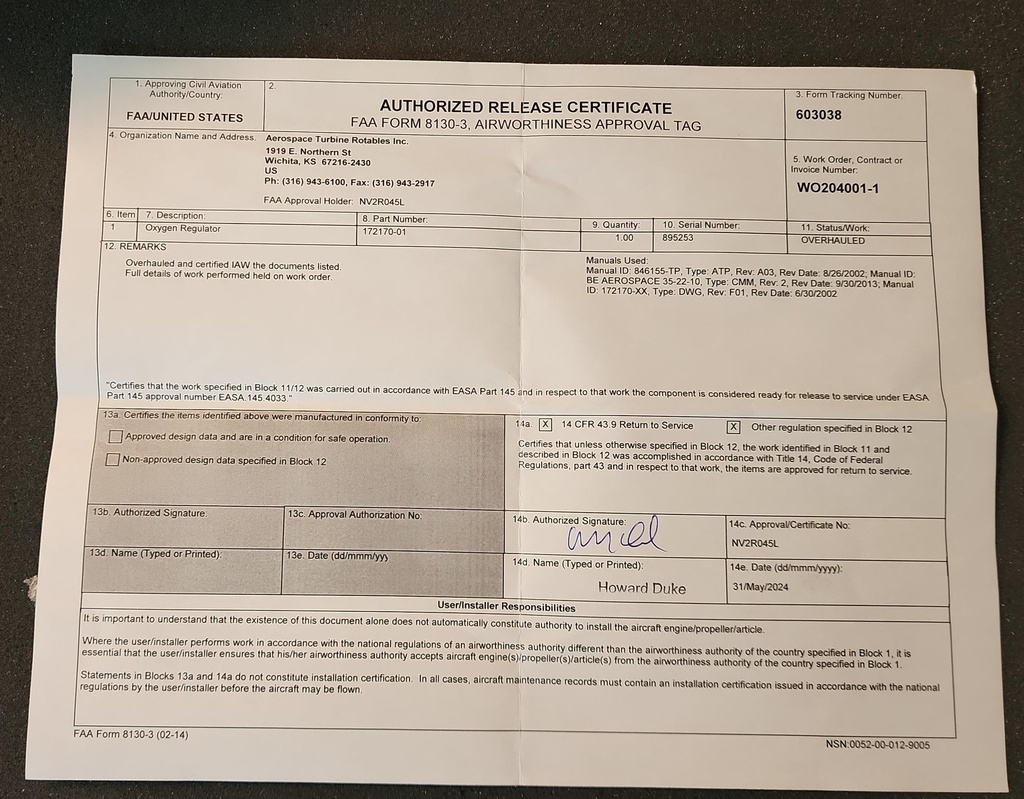 1. Approving Civil Aviation
Authority/Country:
FAA/UNITED STATES
2.
AUTHORIZED RELEASE CERTIFICATE
FAA FORM 8130-3, AIRWORTHINESS APPROVAL TAG
3. Form Tracking Number.
603038
4. Organization Name and Address.
Aerospace Turbine Rotables Inc.
1919 E. Northern St
Wichita, KS 67216-2430
US
Ph: (316) 943-6100, Fax: (316) 943-2917
FAA Approval Holder: NV2R045L
5. Work Order, Contract or
Invoice Number:
WO204001-1
6. Item
7. Description:
8. Part Number:
9. Quantity:
10. Serial Number:
11. Status/Work:
1
Oxygen Regulator
172170-01
1.00
895253
OVERHAULED
12. REMARKS
Overhauled and certified IAW the documents listed.
Full details of work performed held on work order.
Manuals Used:
Manual ID: 846155-TP, Type: ATP, Rev: A03, Rev Date: 8/26/2002; Manual ID:
BE AEROSPACE 35-22-10, Type: CMM, Rev: 2, Rev Date: 9/30/2013; Manual
ID: 172170-XX, Type: DWG, Rev: F01, Rev Date: 6/30/2002
"Certifies that the work specified in Block 11/12 was carried out in accordance with EASA Part 145 and in respect to that work the component is considered ready for release to service under EASA
Part 145 approval number EASA.145.4033."
13a. Certifies the items identified above were manufactured in conformity to:
Approved design data and are in a condition for safe operation.
Non-approved design data specified in Block 12
14a. X 14 CFR 43.9 Return to Service X Other regulation specified in Block 12
Certifies that unless otherwise specified in Block 12, the work identified in Block 11 and
described in Block 12 was accomplished in accordance with Title 14, Code of Federal
Regulations, part 43 and in respect to that work, the items are approved for return to service.
13b. Authorized Signature:
13c. Approval Authorization No:
14b. Authorized Signature:
14c. Approval/Certificate No:
NV2R045L
13d. Name (Typed or Printed):
13e. Date (dd/mmm/yyy)
14d. Name (Typed or Printed):
Howard Duke
14e. Date (dd/mmm/yyyy):
31/May/2024
User/Installer Responsibilities
It is important to understand that the existence of this document alone does not automatically constitute authority to install the aircraft engine/propeller/article.
Where the user/installer performs work in accordance with the national regulations of an airworthiness authority different than the airworthiness authority of the country specified in Block 1, it is
essential that the user/installer ensures that his/her airworthiness authority accepts aircraft engine(s)/propeller(s)/article(s) from the airworthiness authority of the country specified in Block 1.
Statements in Blocks 13a and 14a do not constitute installation certification. In all cases, aircraft maintenance records must contain an installation certification issued in accordance with the national
regulations by the user/installer before the aircraft may be flown.
FAA Form 8130-3 (02-14)
NSN:0052-00-012-9005